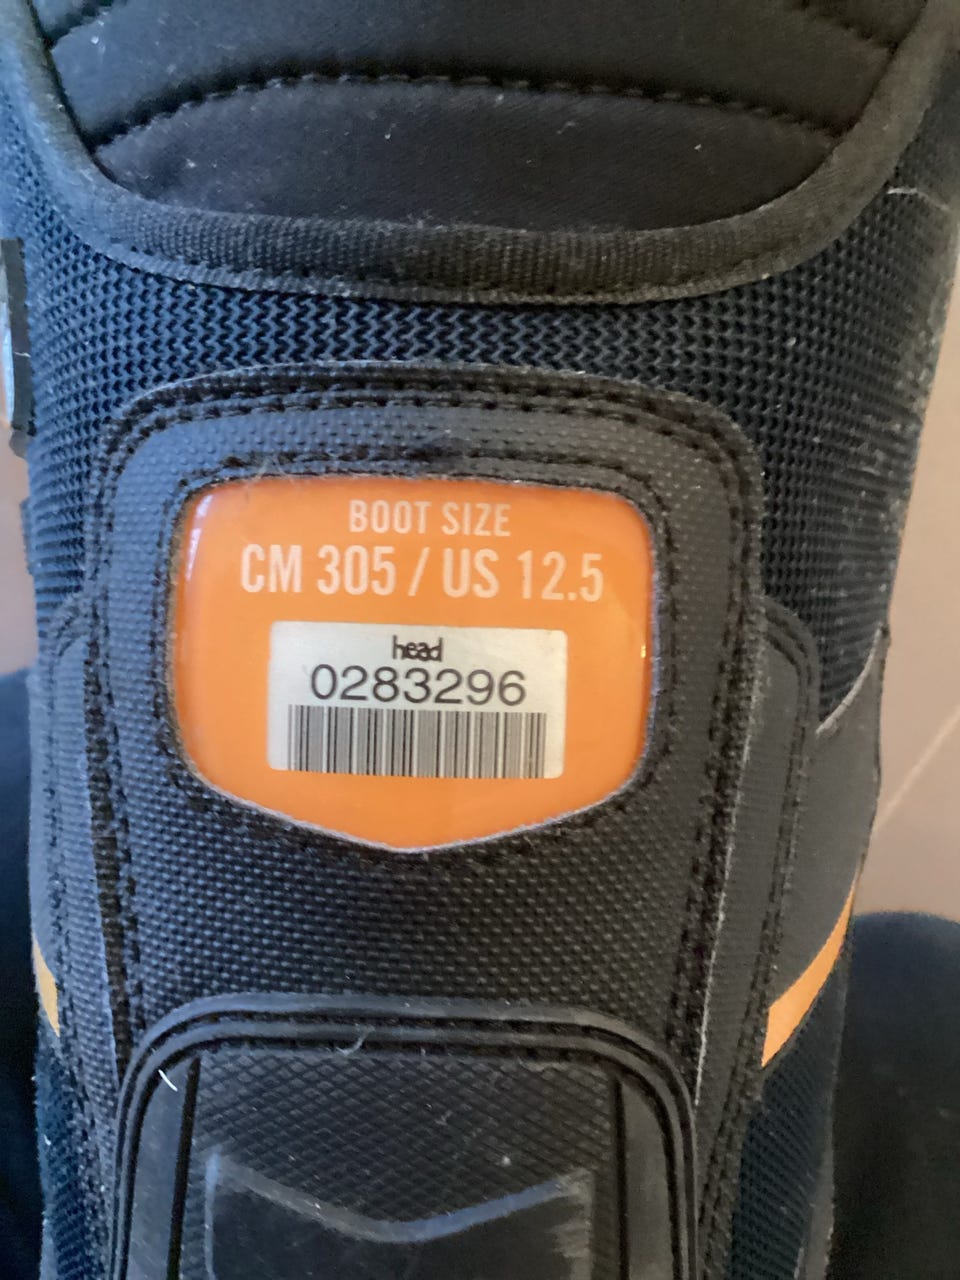 BOOT SIZE
CM 305 / US 12.5
head
0283296